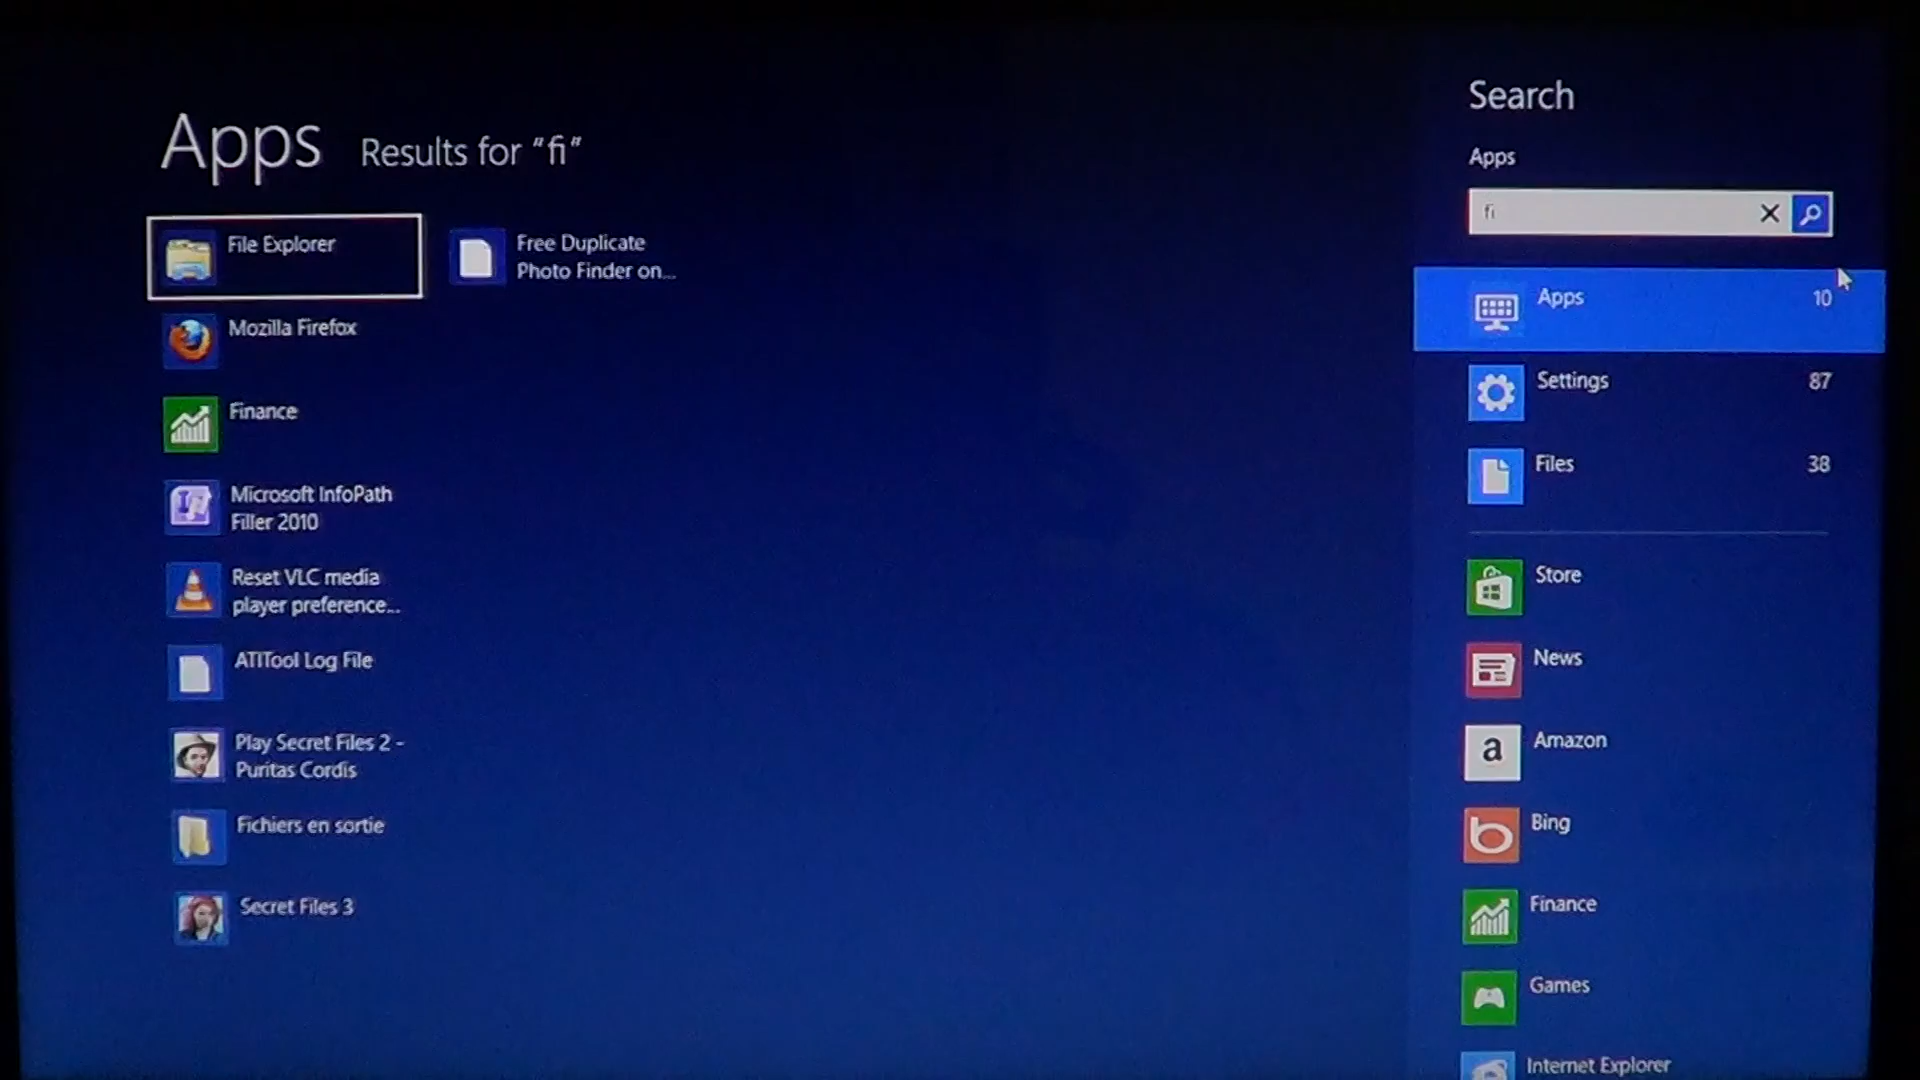 Apps Results for “fi”
File Explorer
Mozilla Firefox
Finance
Microsoft InfoPath
Filler 2010
Reset VLC media
player preference...
ATITool Log File
Play Secret Files 2 -
Puritas Cordis
Fichiers en sortie
Secret Files 3
Free Duplicate
Photo Finder on...
Search
Apps
fi
Apps 10
Settings 87
Files 38
Store
News
a Amazon
Bing
Finance
Games
Internet Explorer